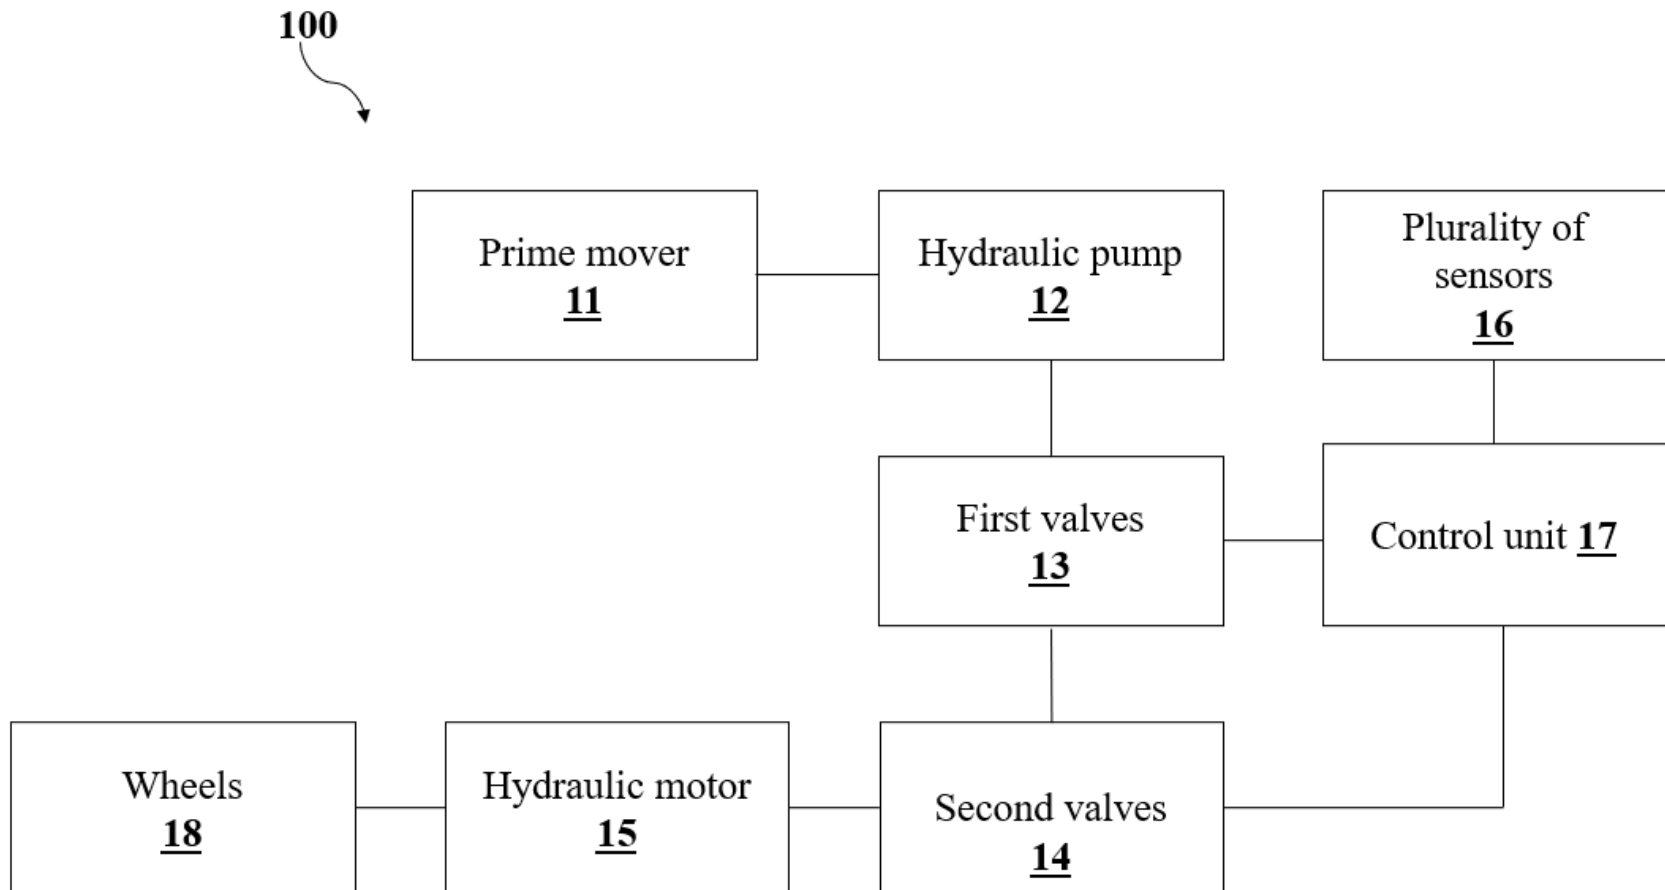 100
Prime mover
11
Hydraulic pump
12
Plurality of
sensors
16
First valves
13
Control unit 17
Wheels
18
Hydraulic motor
15
Second valves
14